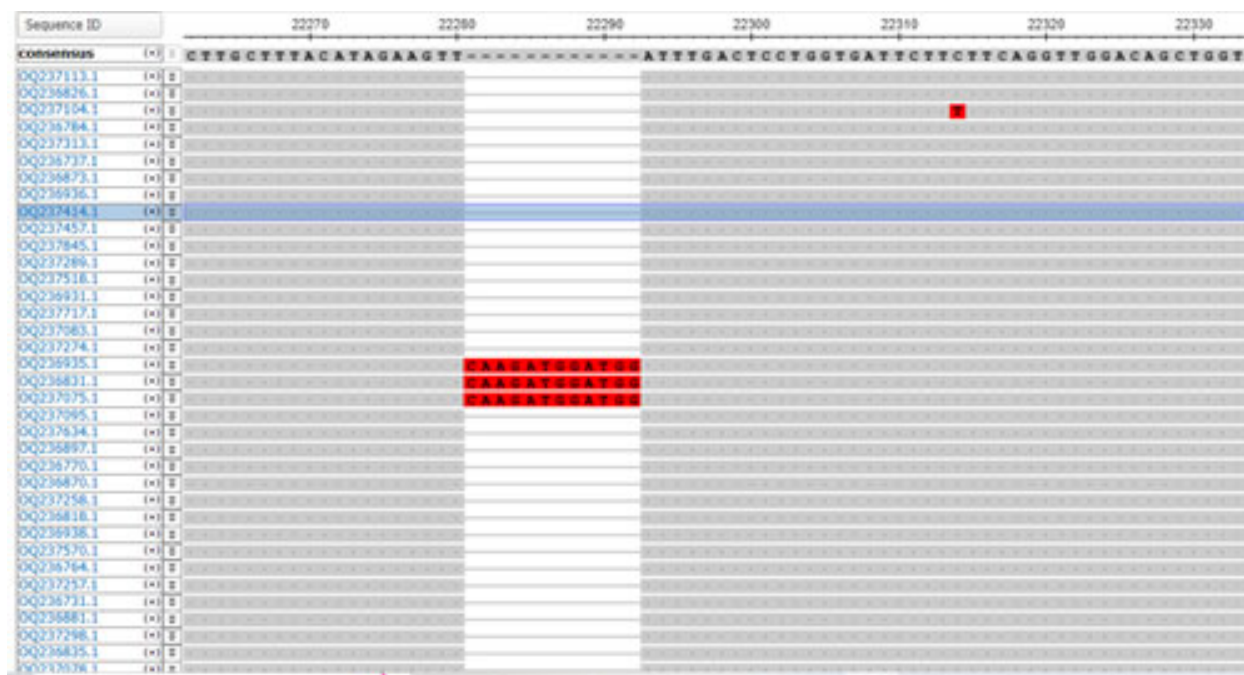 Sequence ID 22270 22280 22290 22300 22310 22320 22330
consensus (+) CTTGCTTTACATAGAAGTT------------ATTTGACTCCTGGTGATTCTTCTTCAGGTTGGACAGCTGGT
OQ237113.1 (+)
OQ236826.1 (+)
OQ237104.1 (+) T
OQ236784.1 (+)
OQ237313.1 (+)
OQ236737.1 (+)
OQ236873.1 (+)
OQ236936.1 (+)
OQ237414.1 (+)
OQ237457.1 (+)
OQ237845.1 (+)
OQ237289.1 (+)
OQ237518.1 (+)
OQ236931.1 (+)
OQ237717.1 (+)
OQ237083.1 (+)
OQ237274.1 (+)
OQ236935.1 (+) CAAGATGGATGG
OQ236831.1 (+) CAAGATGGATGG
OQ237075.1 (+) CAAGATGGATGG
OQ237095.1 (+)
OQ237634.1 (+)
OQ236897.1 (+)
OQ236770.1 (+)
OQ236870.1 (+)
OQ237258.1 (+)
OQ236818.1 (+)
OQ236938.1 (+)
OQ237570.1 (+)
OQ236764.1 (+)
OQ237257.1 (+)
OQ236731.1 (+)
OQ236881.1 (+)
OQ237298.1 (+)
OQ236835.1 (+)
OQ237078.1 (+)